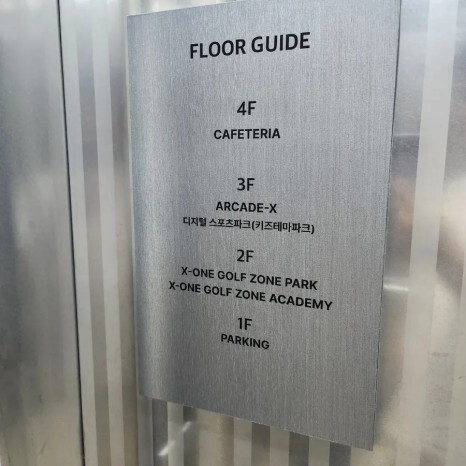 FLOOR GUIDE
4F
CAFETERIA
3F
ARCADE-X
디지털 스포츠파크(키즈테마파크)
2F
X-ONE GOLF ZONE PARK
X-ONE GOLF ZONE ACADEMY
1F
PARKING